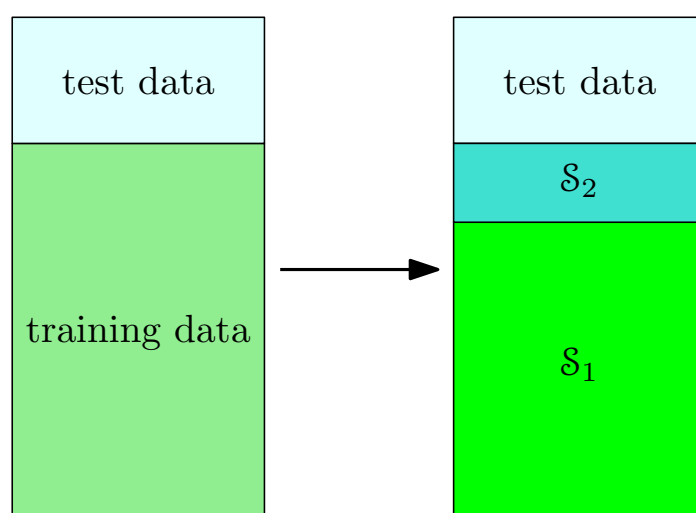 test data
training data
test data
𝒮₂
𝒮₁